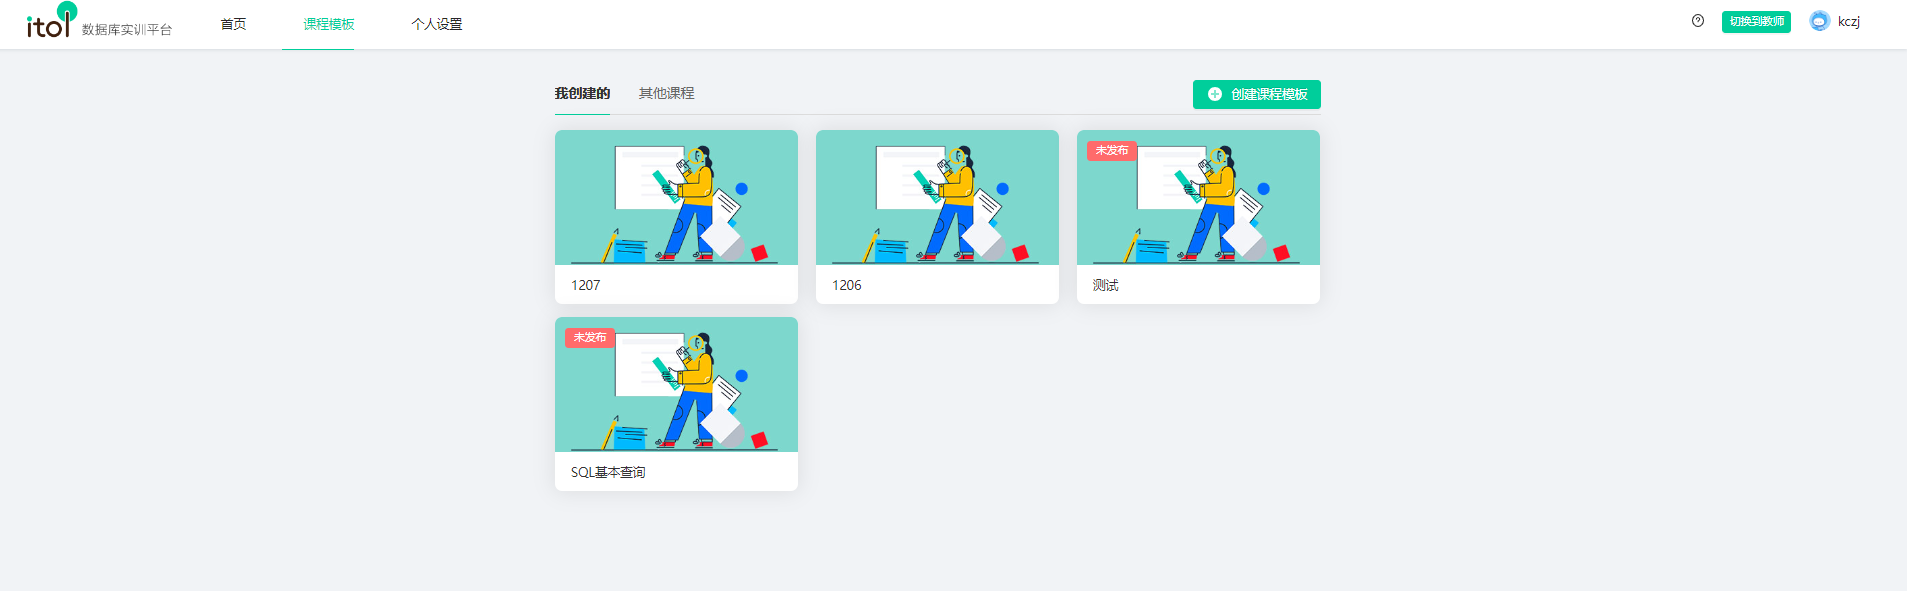 itol 数据库实训平台 首页 课程模板 个人设置 切换到教师 kczj
我创建的 其他课程 创建课程模板
未发布
1207 1206 测试
未发布
SQL基本查询